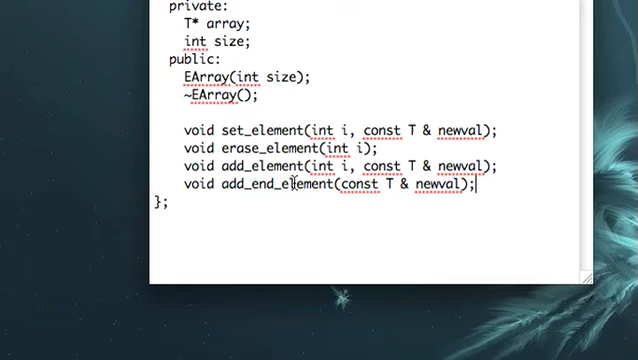 private:
T* array;
int size;
public:
EArray(int size);
~EArray();
void set_element(int i, const T & newval);
void erase_element(int i);
void add_element(int i, const T & newval);
void add_end_element(const T & newval);
};